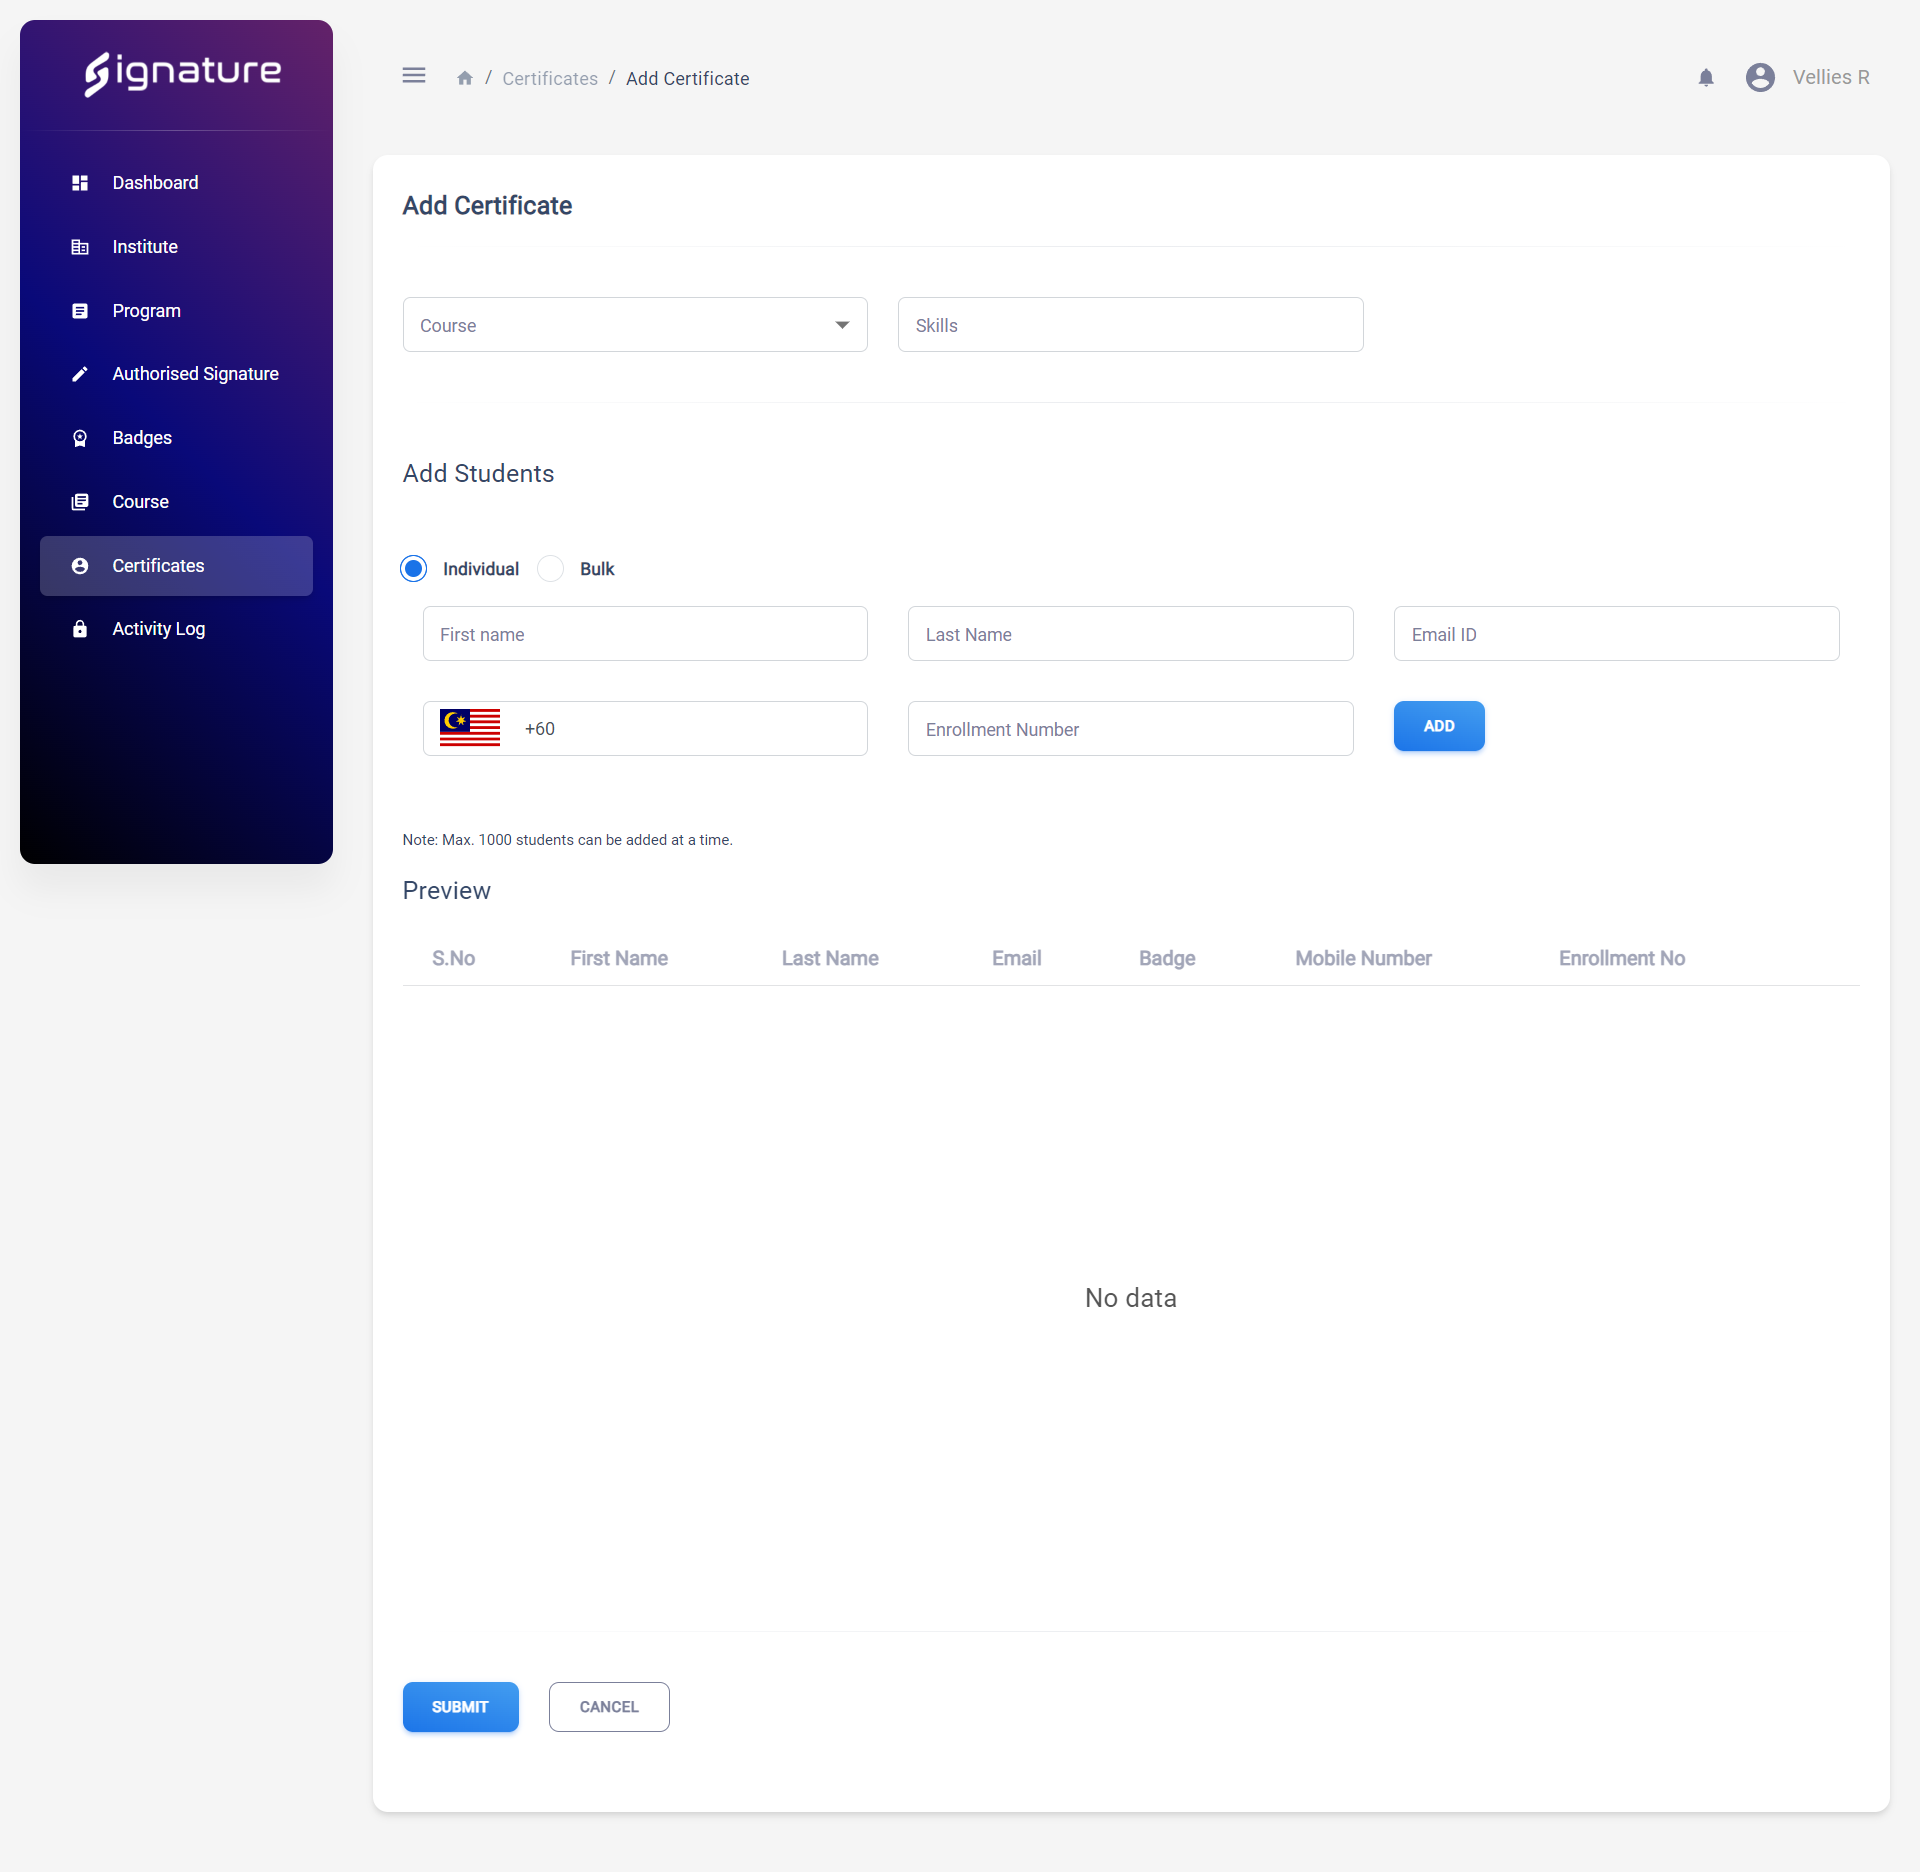 Signature
Dashboard
Institute
Program
Authorised Signature
Badges
Course
Certificates
Activity Log
/ Certificates / Add Certificate
Vellies R
Add Certificate
Course
Skills
Add Students
Individual
Bulk
First name
Last Name
Email ID
+60
Enrollment Number
ADD
Note: Max. 1000 students can be added at a time.
Preview
S.No First Name Last Name Email Badge Mobile Number Enrollment No
No data
SUBMIT
CANCEL